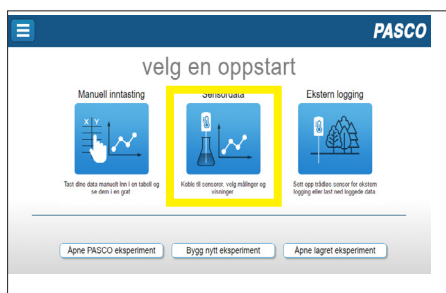 PASCO
velg en oppstart
Manuell inntasting
Sensordata
Ekstern logging
X Y
Tast dine data manuelt inn i en tabell og
se dem i en graf
Koble til sensorer, velg målinger og
visninger
Sett opp trådløs sensor for ekstern
logging eller last ned loggede data
Åpne PASCO eksperiment
Bygg nytt eksperiment
Åpne lagret eksperiment